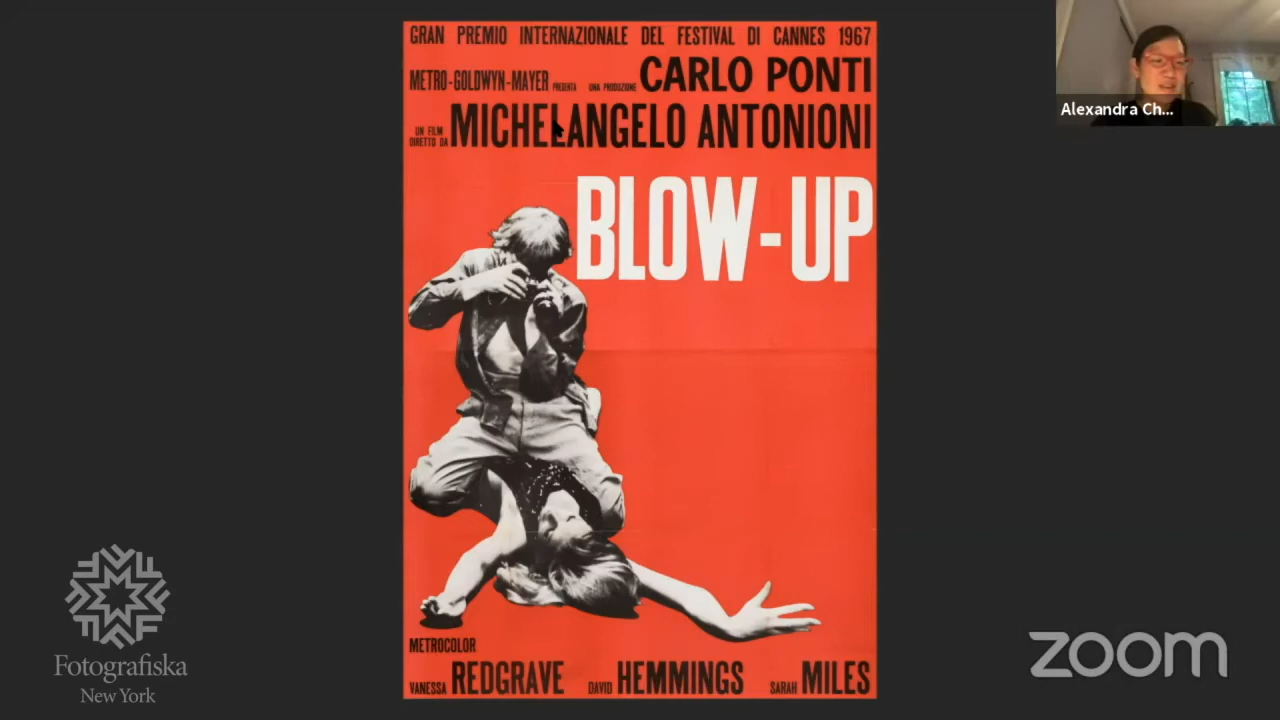 GRAN PREMIO INTERNAZIONALE DEL FESTIVAL DI CANNES 1967
METRO-GOLDWYN-MAYER PRESENTA UNA PRODUZIONE CARLO PONTI
UN FILM DIRETTO DA MICHELANGELO ANTONIONI
BLOW-UP
METROCOLOR
VANESSA REDGRAVE DAVID HEMMINGS SARAH MILES
Alexandra Ch...
Fotografiska
New York
zoom